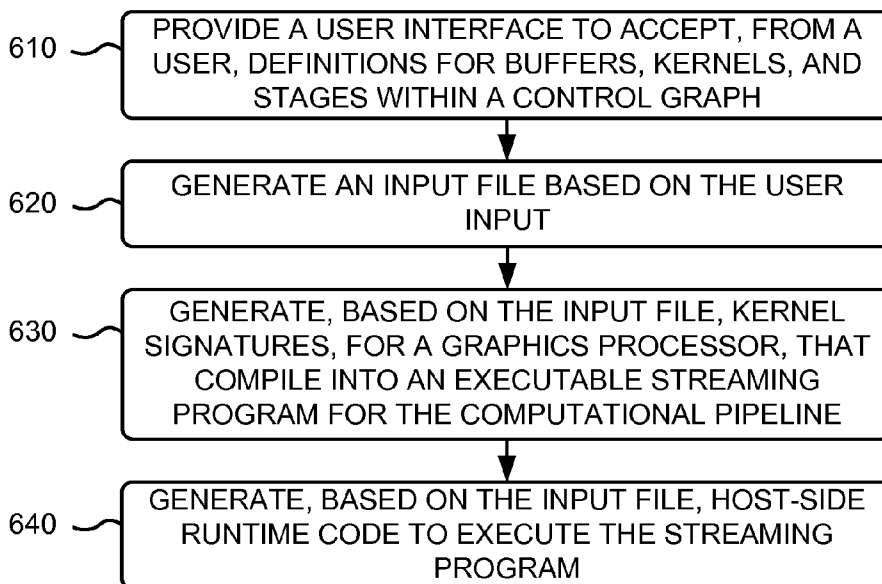 610
PROVIDE A USER INTERFACE TO ACCEPT, FROM A
USER, DEFINITIONS FOR BUFFERS, KERNELS, AND
STAGES WITHIN A CONTROL GRAPH
620
GENERATE AN INPUT FILE BASED ON THE USER
INPUT
630
GENERATE, BASED ON THE INPUT FILE, KERNEL
SIGNATURES, FOR A GRAPHICS PROCESSOR, THAT
COMPILE INTO AN EXECUTABLE STREAMING
PROGRAM FOR THE COMPUTATIONAL PIPELINE
640
GENERATE, BASED ON THE INPUT FILE, HOST-SIDE
RUNTIME CODE TO EXECUTE THE STREAMING
PROGRAM